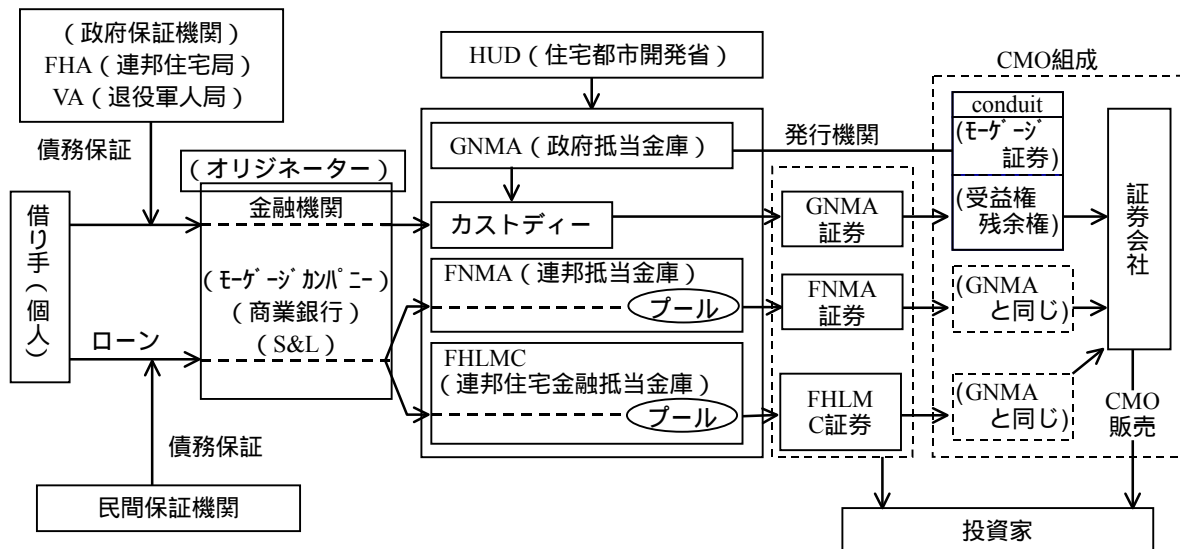 (政府保証機関)
FHA(連邦住宅局)
VA(退役軍人局)
債務保証
借り手(個人)
ローン
債務保証
民間保証機関
(オリジネーター)
金融機関
(モーゲージカンパニー)
(商業銀行)
(S&L)
HUD(住宅都市開発省)
GNMA(政府抵当金庫)
カストディー
FNMA(連邦抵当金庫)
プール
FHLMC
(連邦住宅金融抵当金庫)
プール
発行機関
GNMA
証券
FNMA
証券
FHLM
C証券
CMO組成
conduit
(モーゲージ
証券)
(受益権
残余権)
(GNMA
と同じ)
(GNMA
と同じ)
証券会社
CMO
販売
投資家